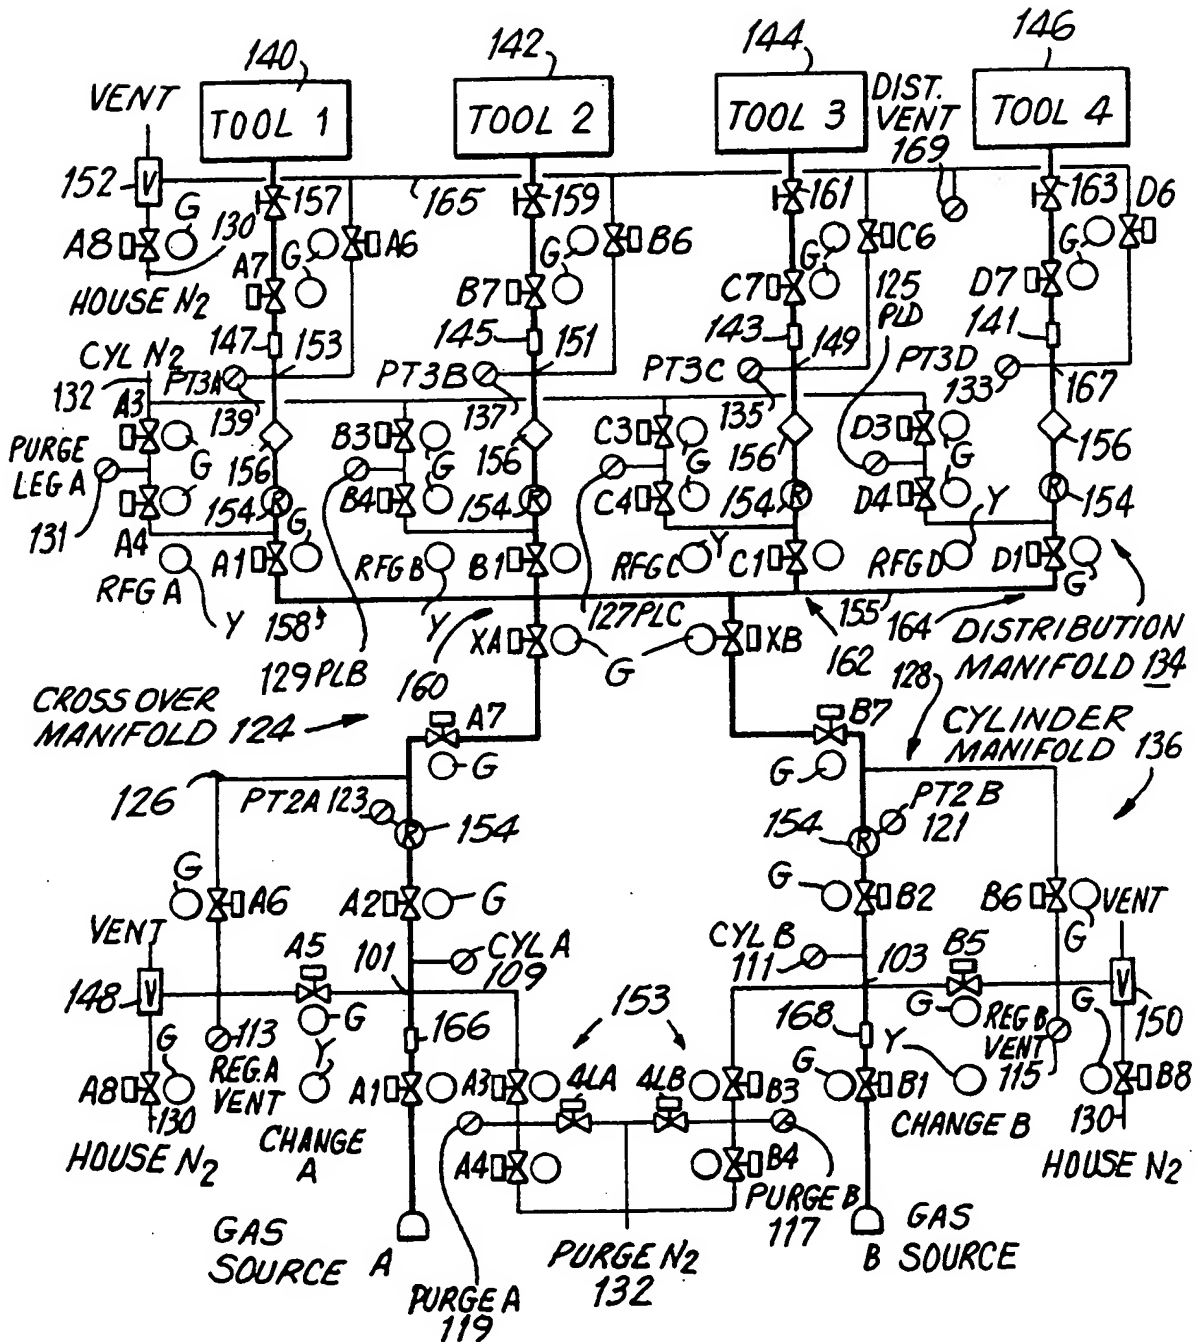 140
142
144
146
VENT
TOOL 1
TOOL 2
TOOL 3
DIST. VENT
169
TOOL 4
152
V
157
165
159
161
163
D6
G
130
A8
A7
G
A6
G
B6
G
C6
G
HOUSE N2
B7
C7
125
PLD
D7
147
153
145
151
143
149
141
CYL N2
132
PT3A
PT3B
PT3C
PT3D
133
167
A3
139
137
135
PURGE LEG A
G
156
B3
G
156
C3
G
156
D3
G
156
131
A4
154
R
G
B4
154
R
C4
154
R
D4
Y
R
154
RFG A
A1
RFG B
B1
RFG C
Y
C1
RFG D
D1
G
Y
158
Y
127 PLC
155
164
DISTRIBUTION MANIFOLD 134
129 PLB
160
XA
G
XB
162
128
CROSS OVER MANIFOLD 124
A7
G
B7
G
CYLINDER MANIFOLD 136
126
PT2A 123
R
154
154
R
PT2B
121
G
A6
A2
G
G
B2
B6
G
VENT
VENT
A5
101
CYL A
109
CYL B
111
103
B5
148
V
G
113
REG. A VENT
G
Y
166
153
168
Y
G
REG B VENT
115
G
V
150
A8
130
HOUSE N2
CHANGE A
A1
A3
4LA
4LB
B3
G
B1
CHANGE B
B8
130
HOUSE N2
A4
B4
PURGE B
117
GAS SOURCE A
PURGE N2
132
B GAS SOURCE
PURGE A
119